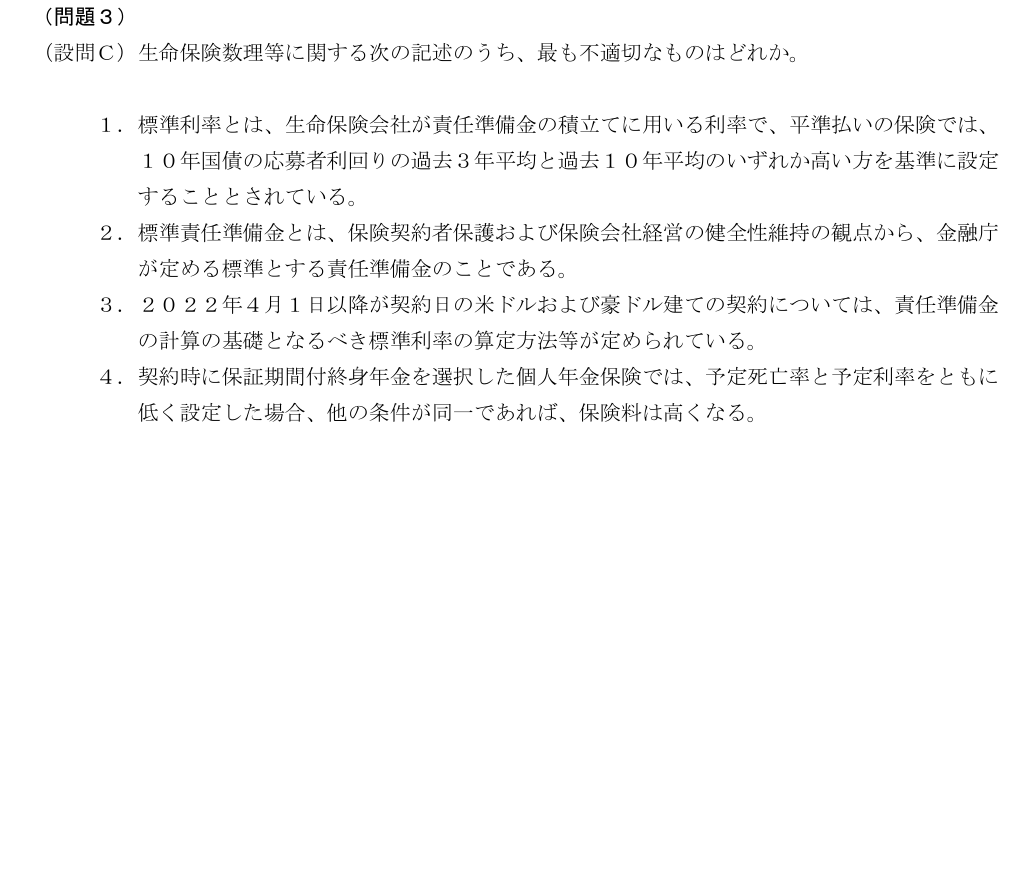 （問題３）
（設問Ｃ）生命保険数理等に関する次の記述のうち、最も不適切なものはどれか。
１．標準利率とは、生命保険会社が責任準備金の積立てに用いる利率で、平準払いの保険では、
１０年国債の応募者利回りの過去３年平均と過去１０年平均のいずれか高い方を基準に設定
することとされている。
２．標準責任準備金とは、保険契約者保護および保険会社経営の健全性維持の観点から、金融庁
が定める標準とする責任準備金のことである。
３．２０２２年４月１日以降が契約日の米ドルおよび豪ドル建ての契約については、責任準備金
の計算の基礎となるべき標準利率の算定方法等が定められている。
４．契約時に保証期間付終身年金を選択した個人年金保険では、予定死亡率と予定利率をともに
低く設定した場合、他の条件が同一であれば、保険料は高くなる。